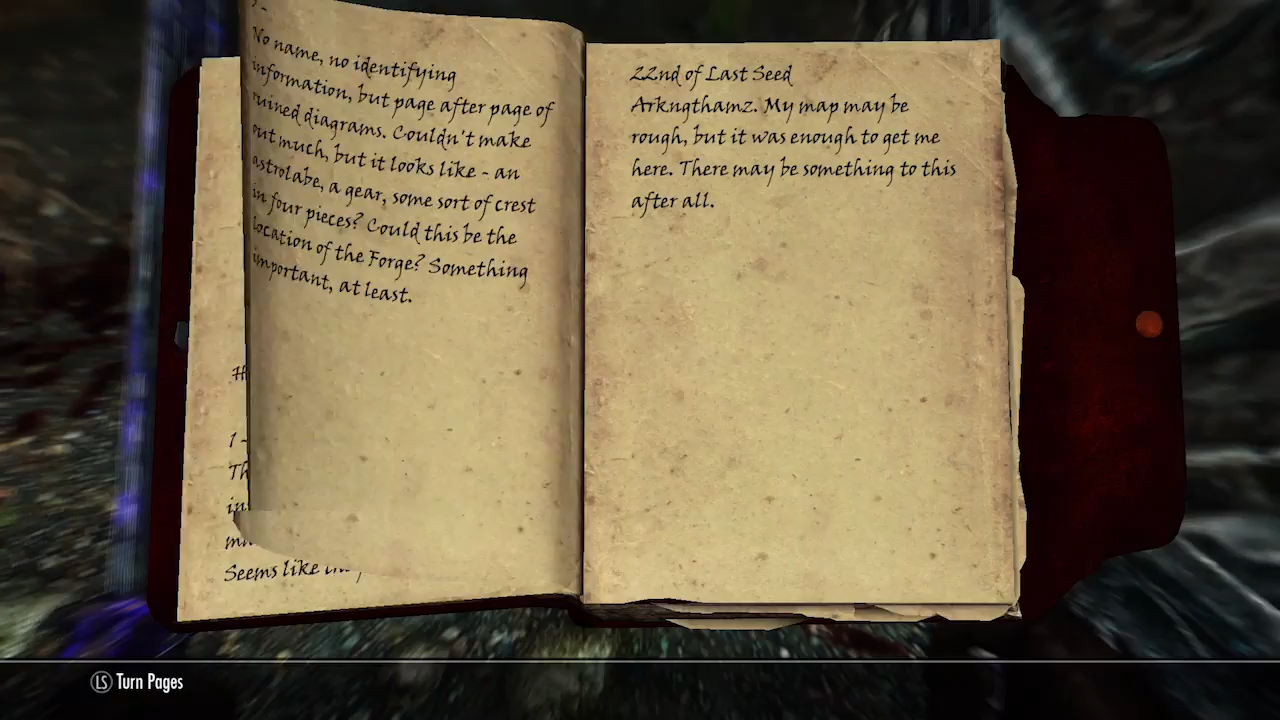 No name, no identifying
information, but page after page of
ruined diagrams. Couldn't make
out much, but it looks like - an
astrolabe, a gear, some sort of crest
in four pieces? Could this be the
location of the Forge? Something
important, at least.
1 -
Seems like
22nd of Last Seed
Arkngthamz. My map may be
rough, but it was enough to get me
here. There may be something to this
after all.
LS Turn Pages